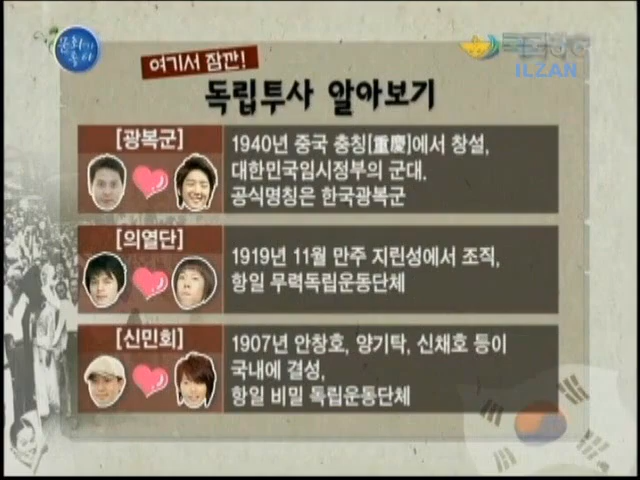 여기서 잠깐!
ILZAN
독립투사 알아보기
[광복군]
1940년 중국 충칭[重慶]에서 창설,
대한민국임시정부의 군대.
공식명칭은 한국광복군
[의열단]
1919년 11월 만주 지린성에서 조직,
항일 무력독립운동단체
[신민회]
1907년 안창호, 양기탁, 신채호 등이
국내에 결성,
항일 비밀 독립운동단체